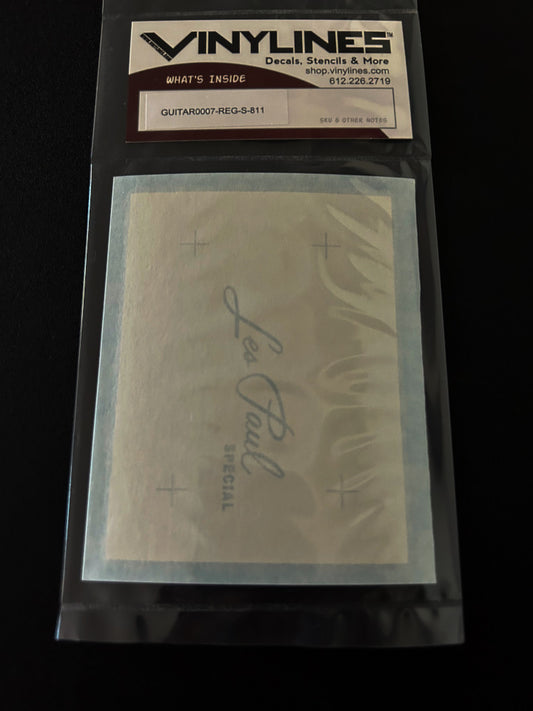 VINYLINES™
Decals, Stencils & More
shop.vinylines.com
612.226.2719
WHAT'S INSIDE
GUITAR0007-REG-S-811
SKU & OTHER NOTES
Les Paul
SPECIAL